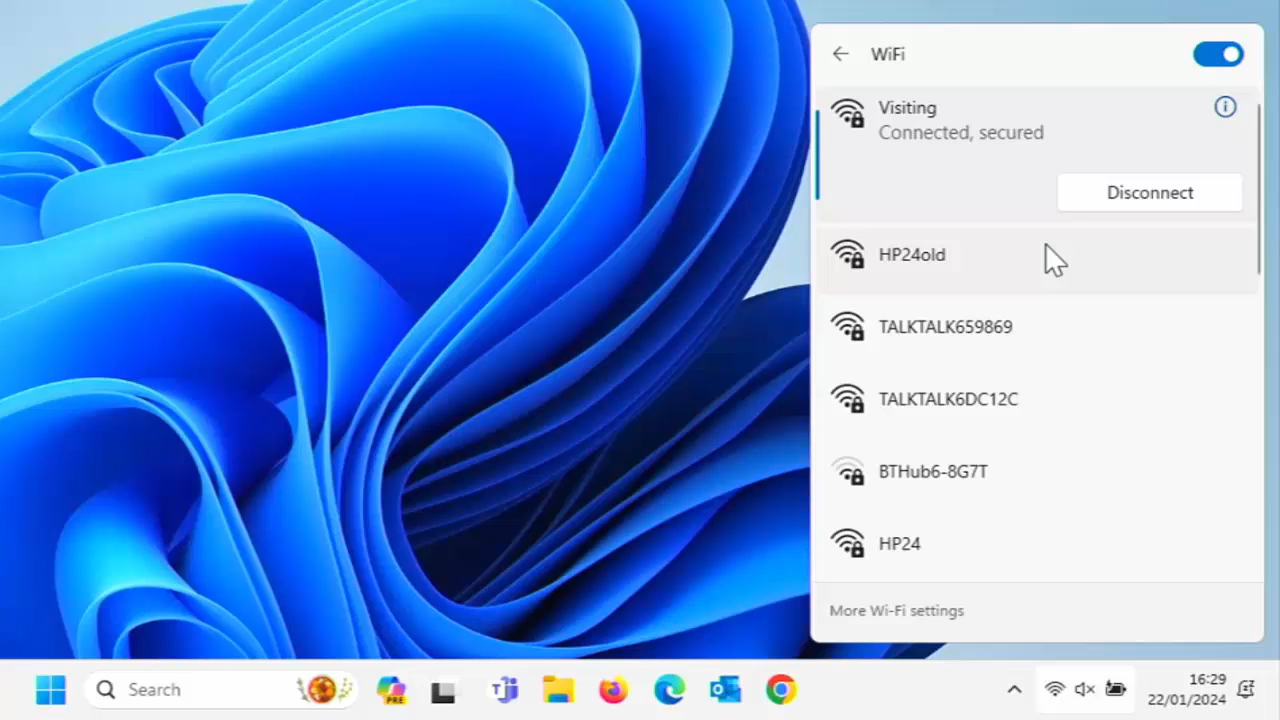 WiFi
Visiting
Connected, secured
Disconnect
HP24old
TALKTALK659869
TALKTALK6DC12C
BTHub6-8G7T
HP24
More Wi-Fi settings
Search
PRE
16:29
22/01/2024